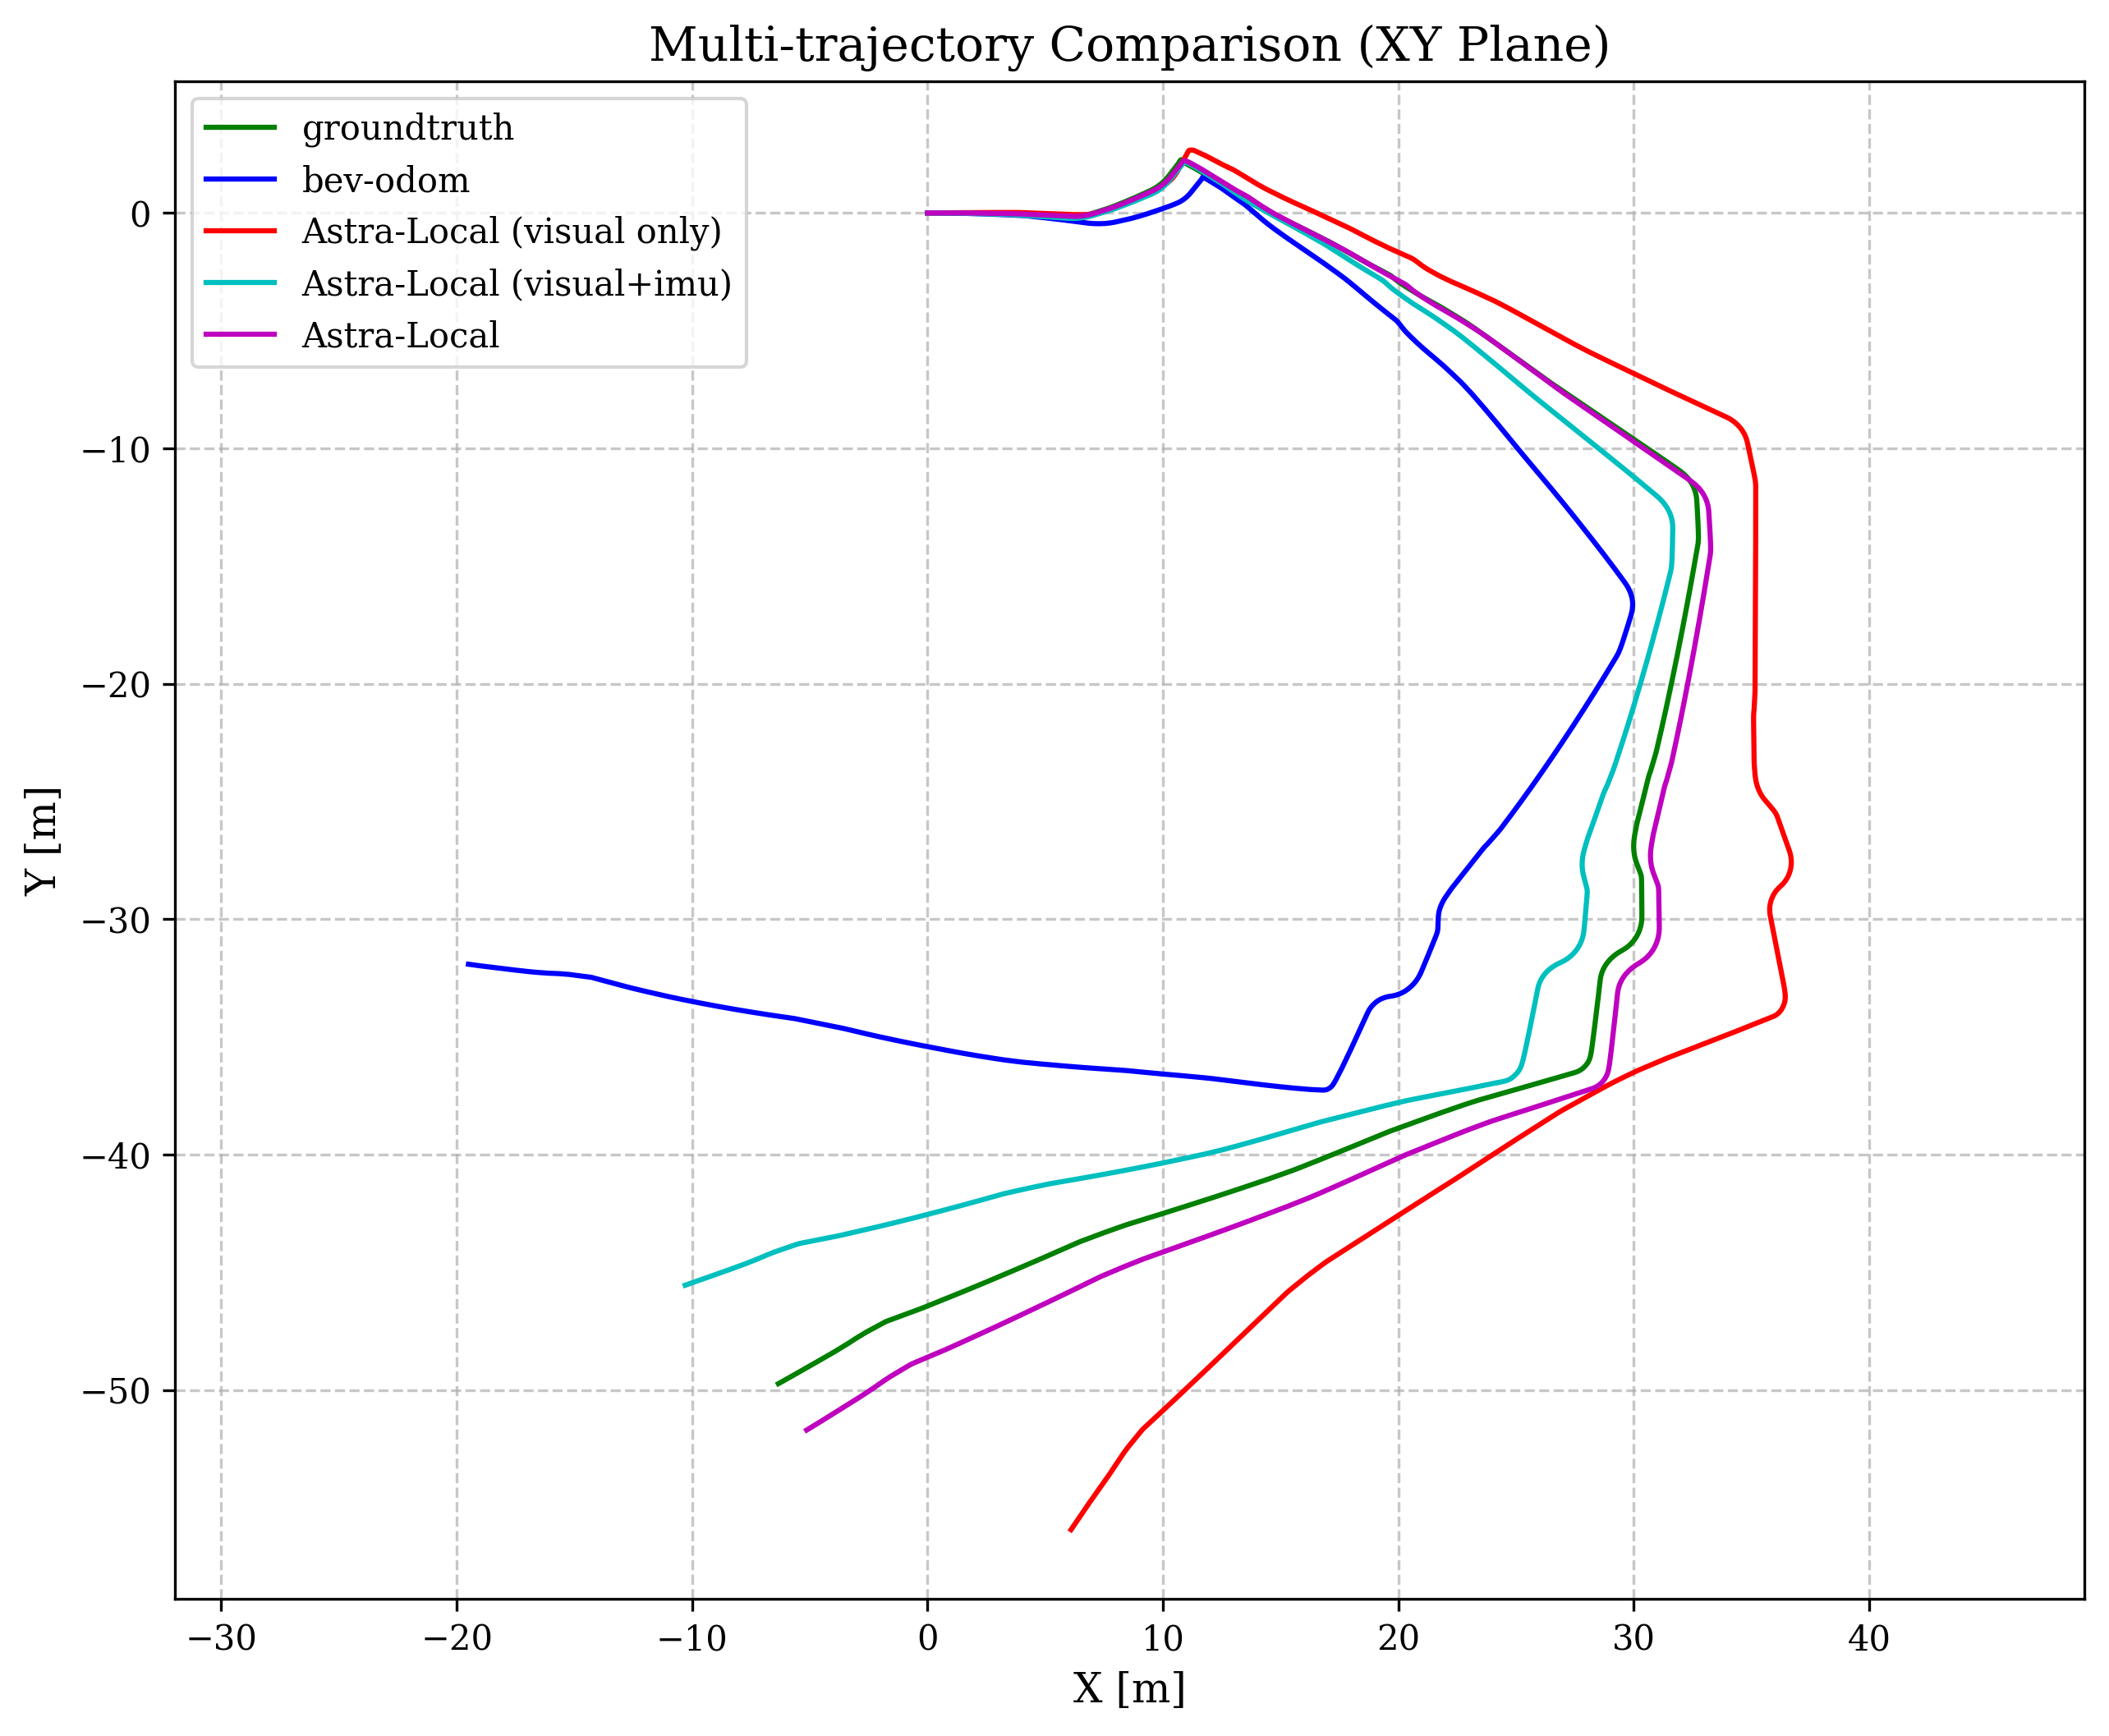 Multi-trajectory Comparison (XY Plane)
groundtruth
bev-odom
Astra-Local (visual only)
Astra-Local (visual+imu)
Astra-Local
0
−10
−20
−30
−40
−50
Y [m]
−30 −20 −10 0 10 20 30 40
X [m]